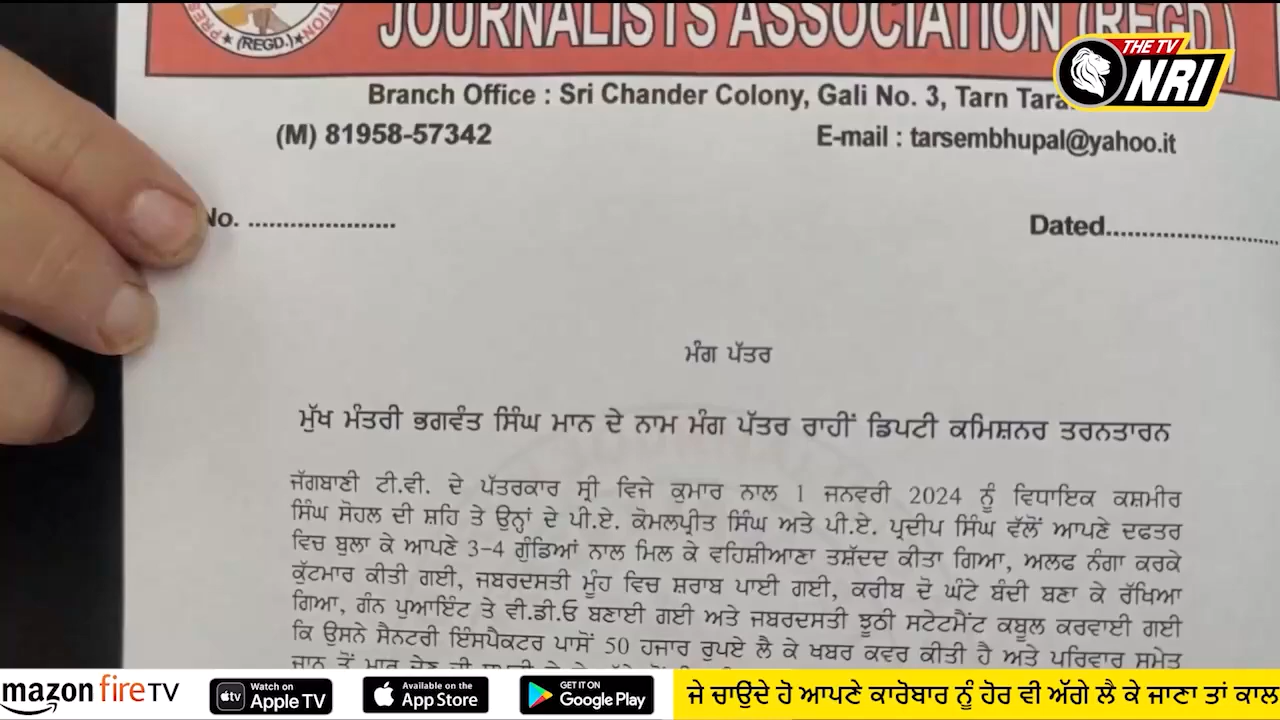 JOURNALISTS ASSOCIATION (REGD.)
(REGD.)
THE TV
NRI
Branch Office : Sri Chander Colony, Gali No. 3, Tarn
(M) 81958-57342
E-mail : tarsembhupal@yahoo.it
No. .....................
Dated...........................
ਮੰਗ ਪੱਤਰ
ਮੁੱਖ ਮੰਤਰੀ ਭਗਵੰਤ ਸਿੰਘ ਮਾਨ ਦੇ ਨਾਮ ਮੰਗ ਪੱਤਰ ਰਾਹੀਂ ਡਿਪਟੀ ਕਮਿਸ਼ਨਰ ਤਰਨਤਾਰਨ
ਜੱਗਬਾਣੀ ਟੀ.ਵੀ. ਦੇ ਪੱਤਰਕਾਰ ਸ੍ਰੀ ਵਿਜੇ ਕੁਮਾਰ ਨਾਲ 1 ਜਨਵਰੀ 2024 ਨੂੰ ਵਿਧਾਇਕ ਕਸ਼ਮੀਰ
ਸਿੰਘ ਸੋਹਲ ਦੀ ਸ਼ਹਿ ਤੇ ਉਨ੍ਹਾਂ ਦੇ ਪੀ.ਏ. ਕੋਮਲਪ੍ਰੀਤ ਸਿੰਘ ਅਤੇ ਪੀ.ਏ. ਪ੍ਰਦੀਪ ਸਿੰਘ ਵੱਲੋਂ ਆਪਣੇ ਦਫਤਰ
ਵਿਚ ਬੁਲਾ ਕੇ ਆਪਣੇ 3-4 ਗੁੰਡਿਆਂ ਨਾਲ ਮਿਲ ਕੇ ਵਹਿਸ਼ੀਆਣਾ ਤਸ਼ੱਦਦ ਕੀਤਾ ਗਿਆ, ਅਲਫ ਨੰਗਾ ਕਰਕੇ
ਕੁੱਟਮਾਰ ਕੀਤੀ ਗਈ, ਜਬਰਦਸਤੀ ਮੂੰਹ ਵਿਚ ਸ਼ਰਾਬ ਪਾਈ ਗਈ, ਕਰੀਬ ਦੋ ਘੰਟੇ ਬੰਦੀ ਬਣਾ ਕੇ ਰੱਖਿਆ
ਗਿਆ, ਗੰਨ ਪੁਆਇੰਟ ਤੇ ਵੀ.ਡੀ.ਓ ਬਣਾਈ ਗਈ ਅਤੇ ਜਬਰਦਸਤੀ ਝੂਠੀ ਸਟੇਟਮੈਂਟ ਕਬੂਲ ਕਰਵਾਈ ਗਈ
ਕਿ ਉਸਨੇ ਸੈਨਟਰੀ ਇੰਸਪੈਕਟਰ ਪਾਸੋਂ 50 ਹਜਾਰ ਰੁਪਏ ਲੈ ਕੇ ਖਬਰ ਕਵਰ ਕੀਤੀ ਹੈ ਅਤੇ ਪਰਿਵਾਰ ਸਮੇਤ
mazon fire TV
Watch on Apple TV
Available on the App Store
GET IT ON Google Play
ਜੇ ਚਾਉਂਦੇ ਹੋ ਆਪਣੇ ਕਾਰੋਬਾਰ ਨੂੰ ਹੋਰ ਵੀ ਅੱਗੇ ਲੈ ਕੇ ਜਾਣਾ ਤਾਂ ਕਾਲ